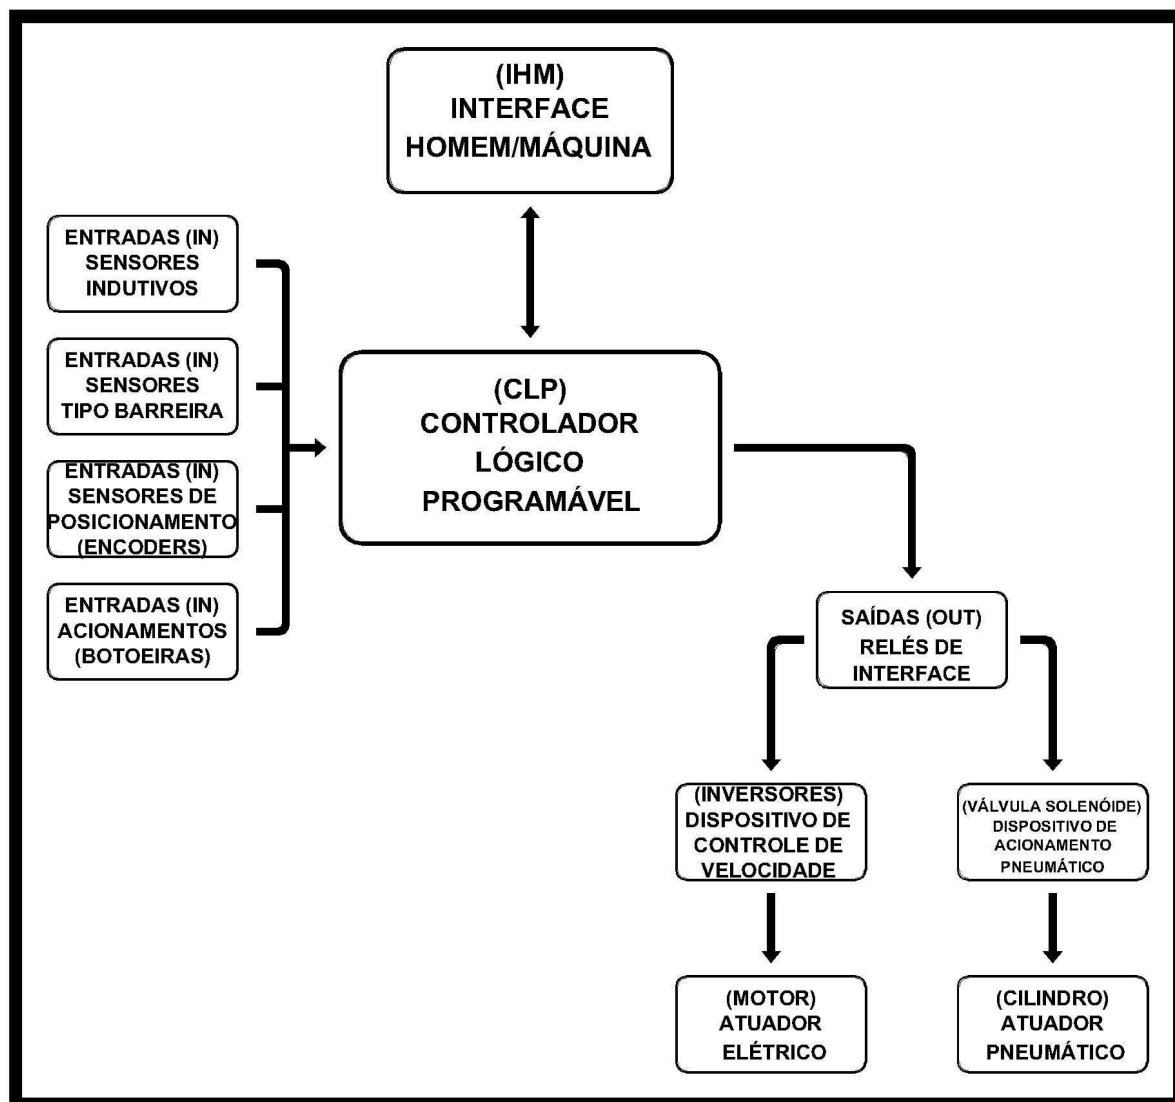 (IHM)
INTERFACE
HOMEM/MÁQUINA
ENTRADAS (IN)
SENSORES
INDUTIVOS
ENTRADAS (IN)
SENSORES
TIPO BARREIRA
ENTRADAS (IN)
SENSORES DE
POSICIONAMENTO
(ENCODERS)
ENTRADAS (IN)
ACIONAMENTOS
(BOTOEIRAS)
(CLP)
CONTROLADOR
LÓGICO
PROGRAMÁVEL
SAÍDAS (OUT)
RELÉS DE
INTERFACE
(INVERSORES)
DISPOSITIVO DE
CONTROLE DE
VELOCIDADE
(VÁLVULA SOLENÓIDE)
DISPOSITIVO DE
ACIONAMENTO
PNEUMÁTICO
(MOTOR)
ATUADOR
ELÉTRICO
(CILINDRO)
ATUADOR
PNEUMÁTICO